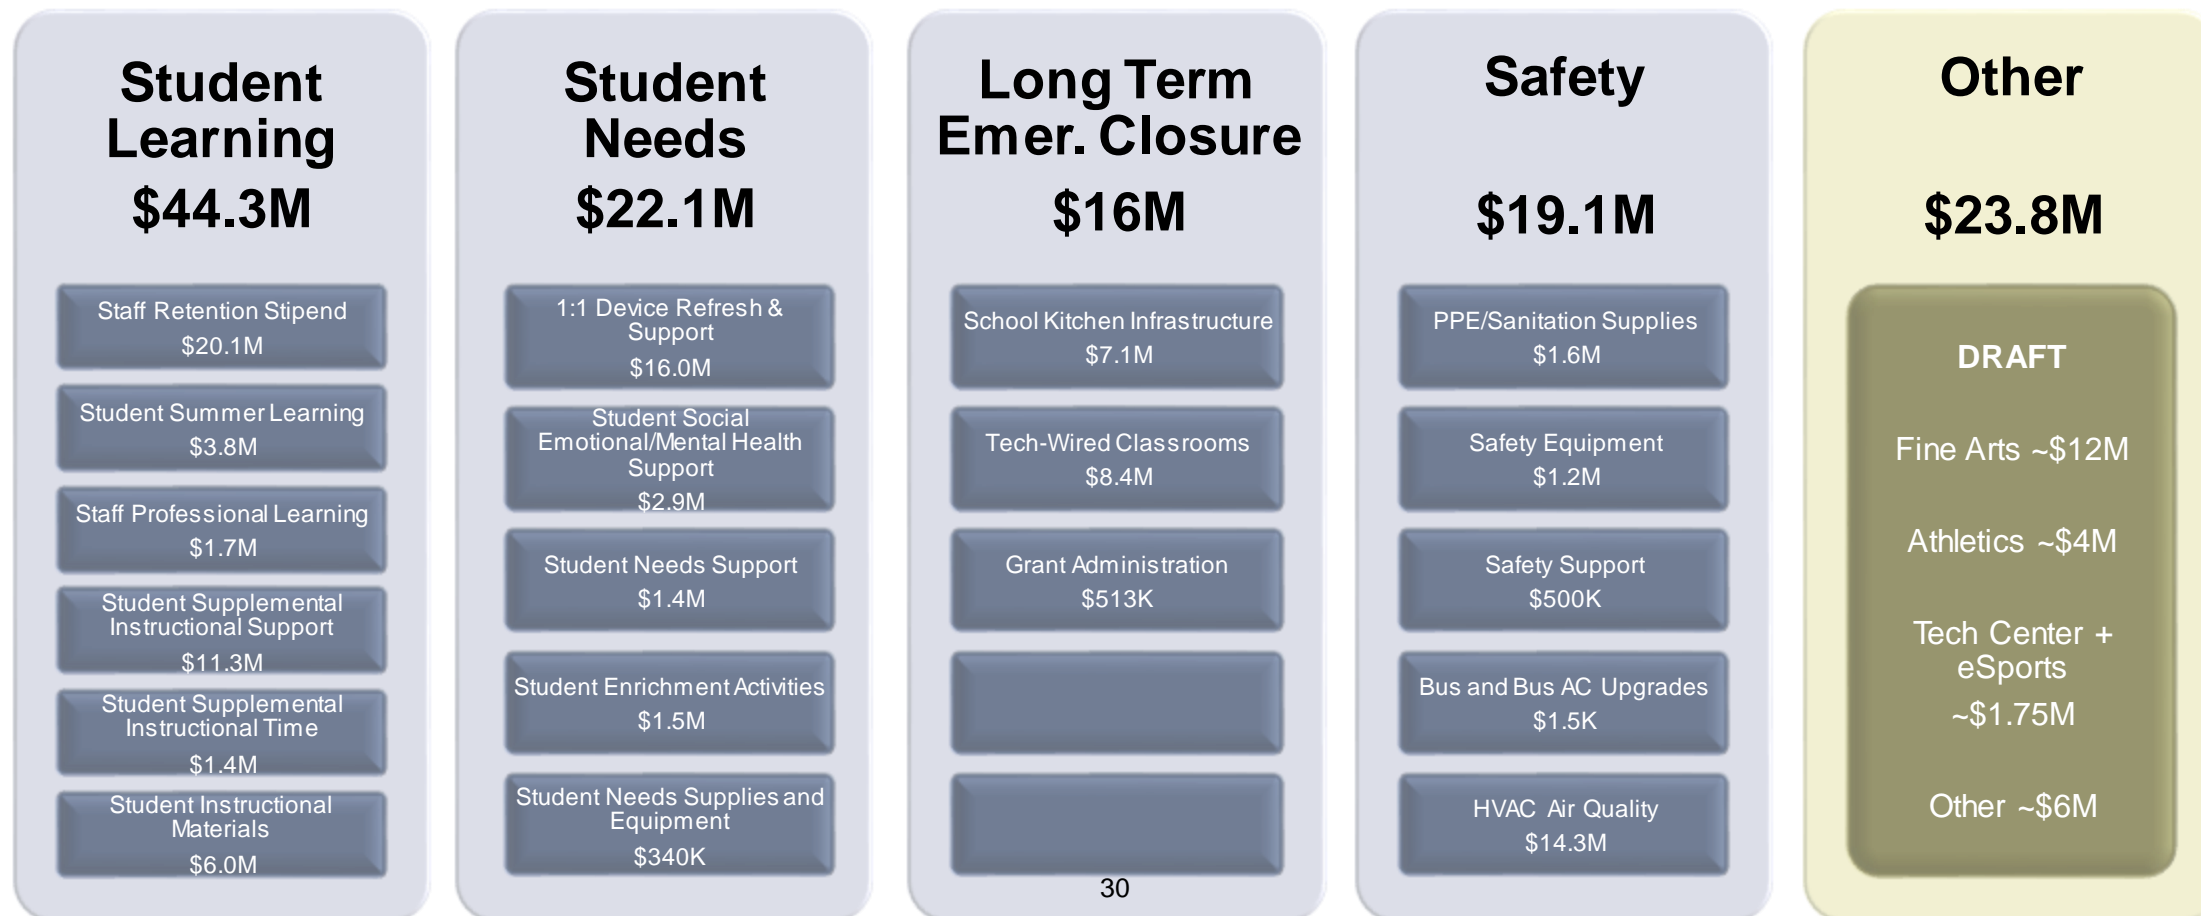 Student
Learning
$44.3M
Staff Retention Stipend
$20.1M
Student Summer Learning
$3.8M
Staff Professional Learning
$1.7M
Student Supplemental
Instructional Support
$11.3M
Student Supplemental
Instructional Time
$1.4M
Student Instructional
Materials
$6.0M
Student
Needs
$22.1M
1:1 Device Refresh &
Support
$16.0M
Student Social
Emotional/Mental Health
Support
$2.9M
Student Needs Support
$1.4M
Student Enrichment Activities
$1.5M
Student Needs Supplies and
Equipment
$340K
Long Term
Emer. Closure
$16M
School Kitchen Infrastructure
$7.1M
Tech-Wired Classrooms
$8.4M
Grant Administration
$513K
30
Safety
$19.1M
PPE/Sanitation Supplies
$1.6M
Safety Equipment
$1.2M
Safety Support
$500K
Bus and Bus AC Upgrades
$1.5K
HVAC Air Quality
$14.3M
Other
$23.8M
DRAFT
Fine Arts ~$12M
Athletics ~$4M
Tech Center +
eSports
~$1.75M
Other ~$6M